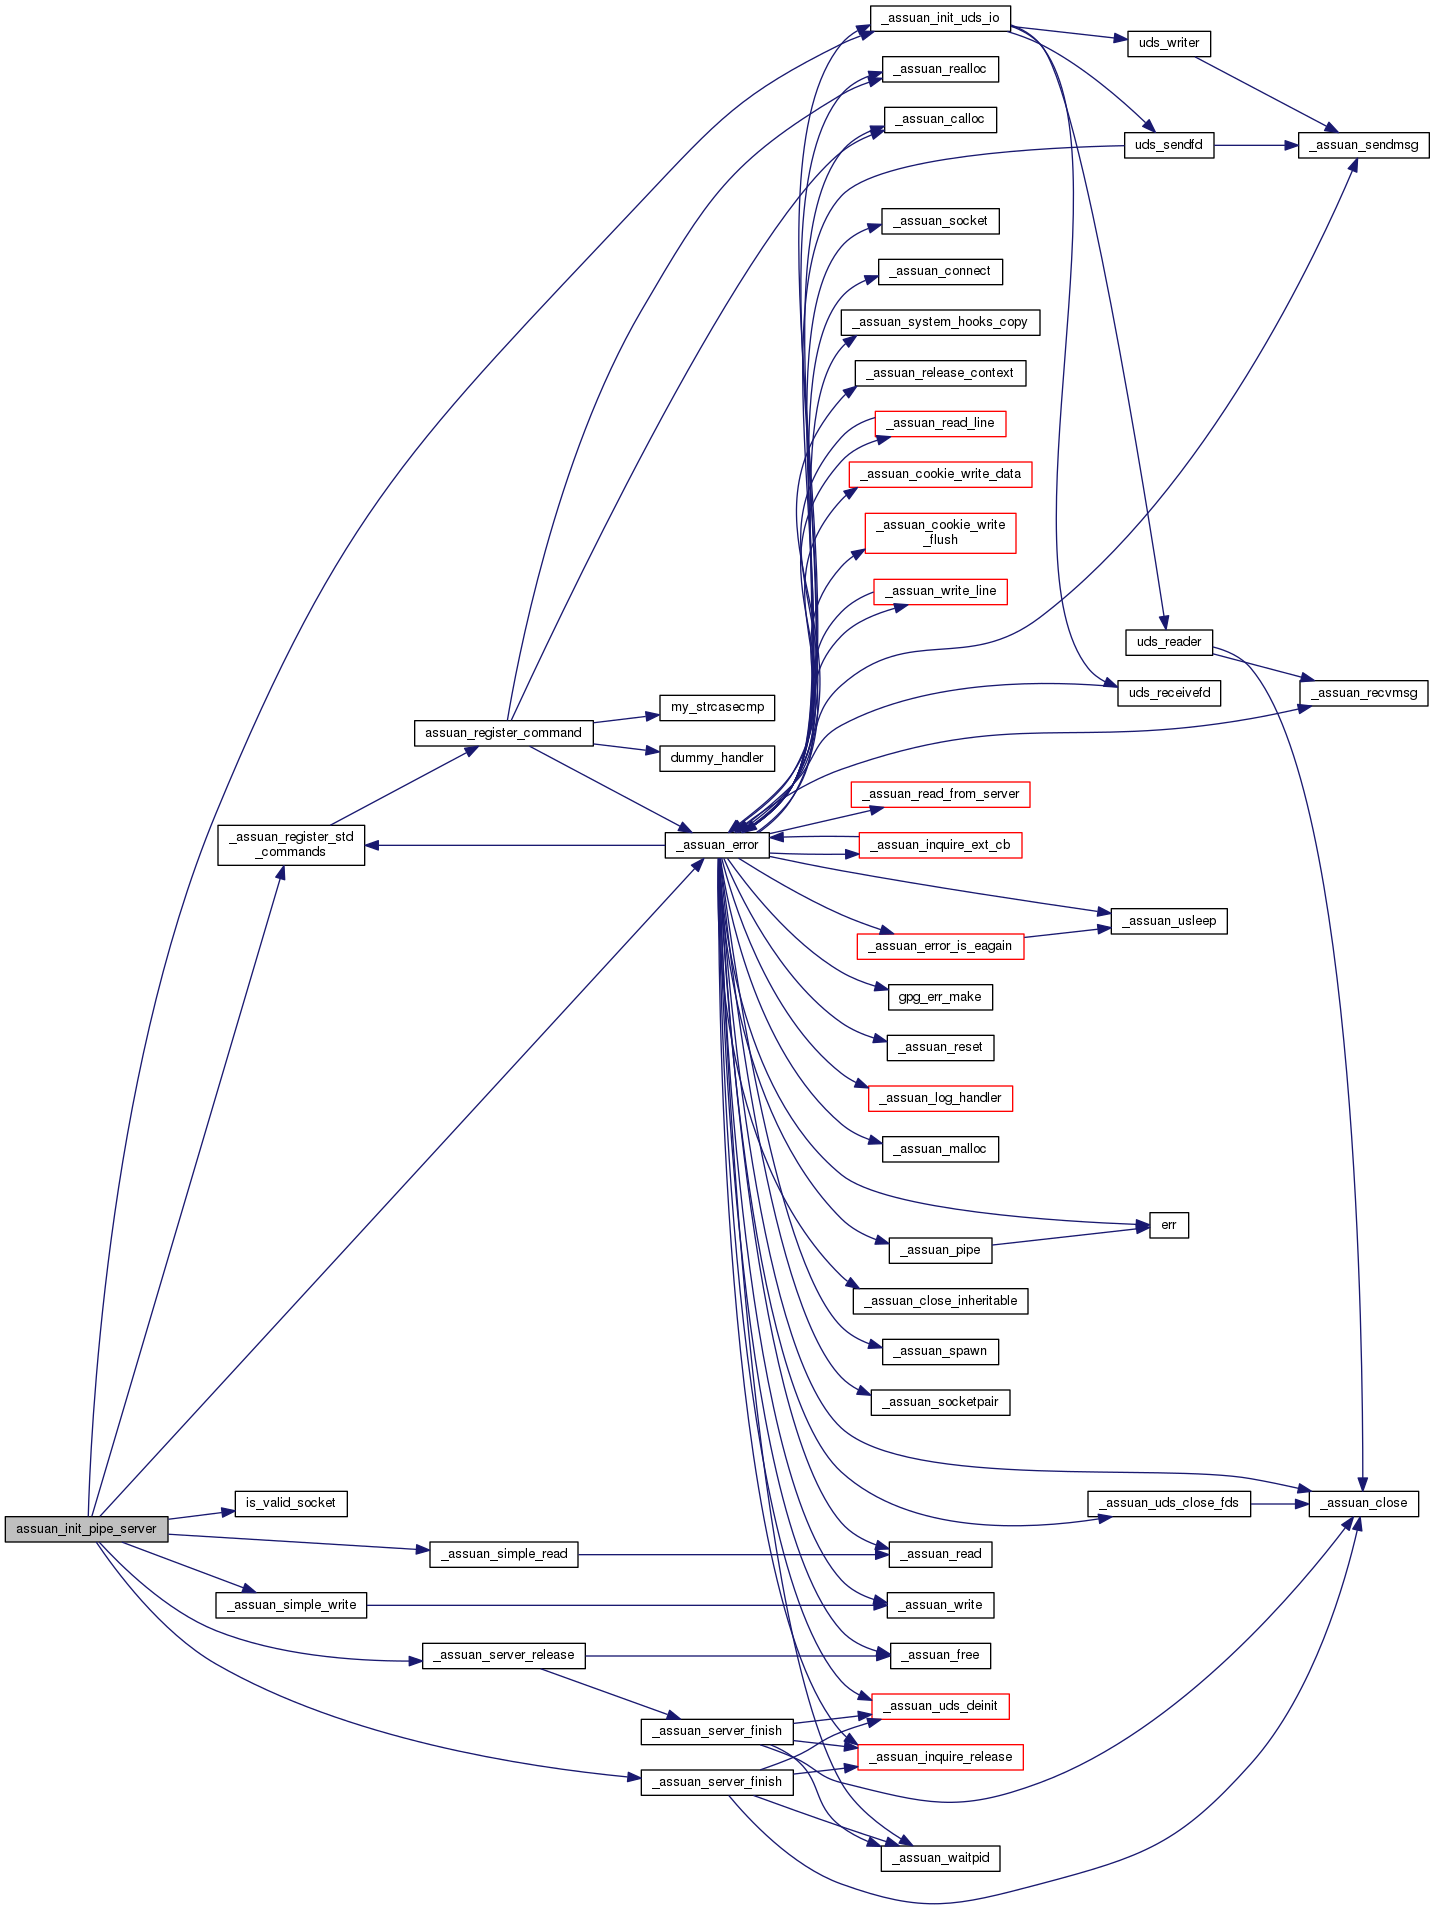 _assuan_init_uds_io
uds_writer
_assuan_realloc
_assuan_calloc
uds_sendfd
_assuan_sendmsg
_assuan_socket
_assuan_connect
_assuan_system_hooks_copy
_assuan_release_context
_assuan_read_line
_assuan_cookie_write_data
_assuan_cookie_write
_flush
_assuan_write_line
uds_reader
_assuan_recvmsg
uds_receivefd
my_strcasecmp
assuan_register_command
dummy_handler
_assuan_read_from_server
_assuan_register_std
_commands
_assuan_error
_assuan_inquire_ext_cb
_assuan_usleep
_assuan_error_is_eagain
gpg_err_make
_assuan_reset
_assuan_log_handler
_assuan_malloc
err
_assuan_pipe
_assuan_close_inheritable
_assuan_spawn
_assuan_socketpair
is_valid_socket
_assuan_uds_close_fds
_assuan_close
assuan_init_pipe_server
_assuan_simple_read
_assuan_read
_assuan_simple_write
_assuan_write
_assuan_server_release
_assuan_free
_assuan_uds_deinit
_assuan_server_finish
_assuan_inquire_release
_assuan_server_finish
_assuan_waitpid